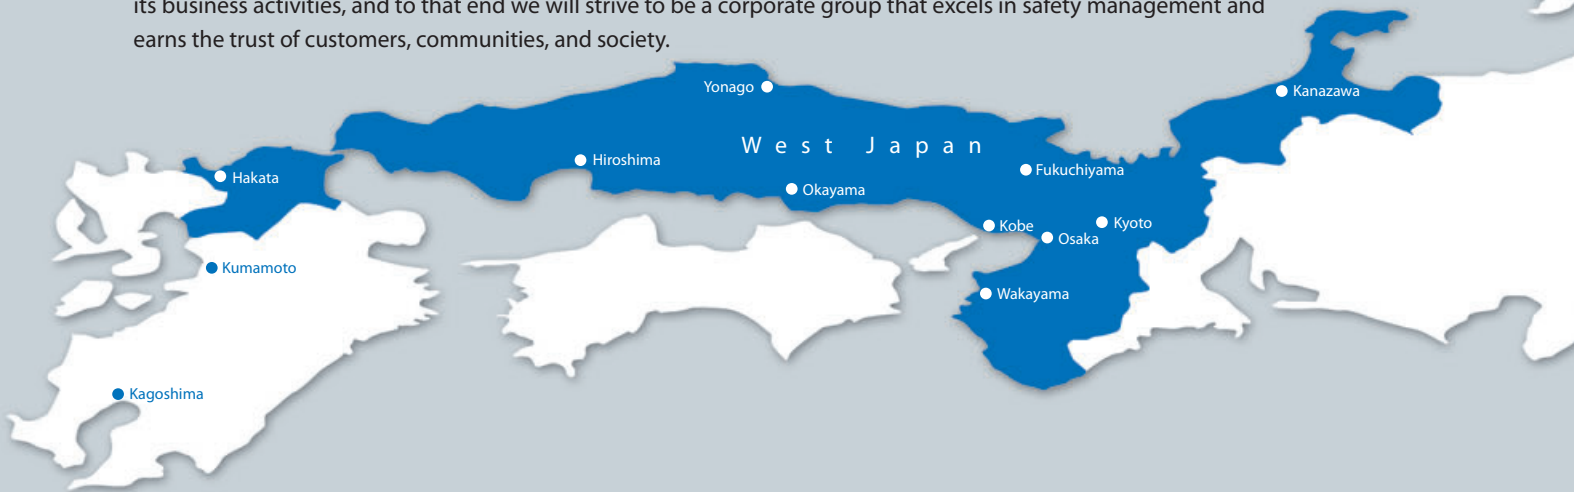 its business activities, and to that end we will strive to be a corporate group that excels in safety management and
earns the trust of customers, communities, and society.
Yonago
Kanazawa
West Japan
Hiroshima
Fukuchiyama
Hakata
Okayama
Kobe
Kyoto
Osaka
Kumamoto
Wakayama
Kagoshima